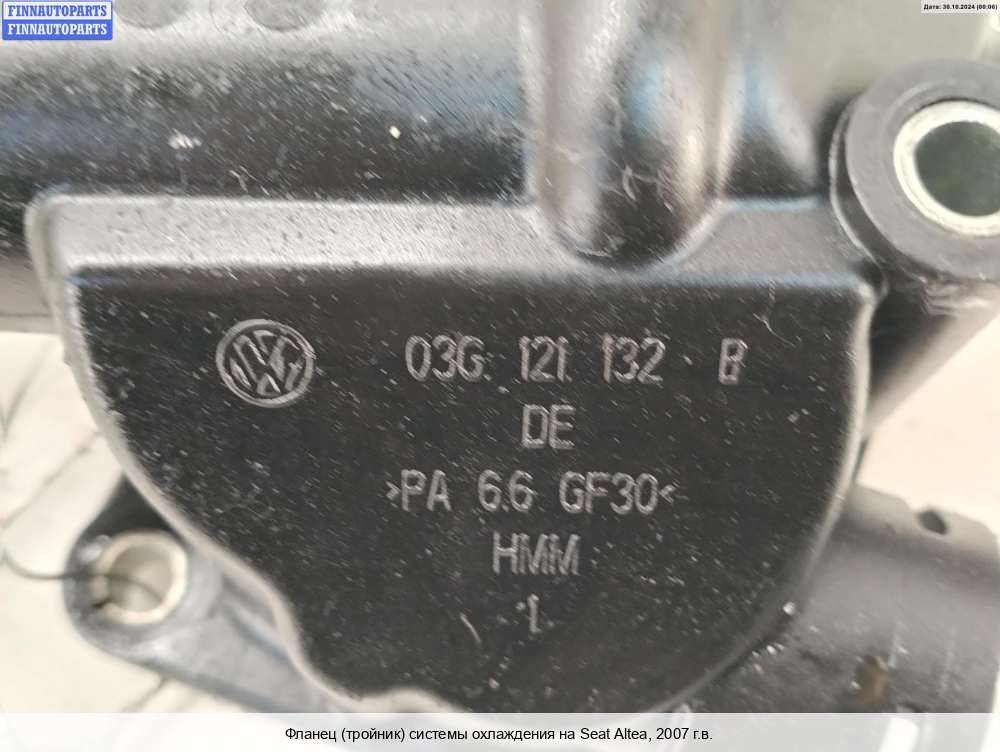 FINNAUTOPARTS
FINNAUTOPARTS
Дата: 30.10.2024 (00:06)
03G 121 132 B
DE
>PA 6.6 GF30<
HMM
1
Фланец (тройник) системы охлаждения на Seat Altea, 2007 г.в.